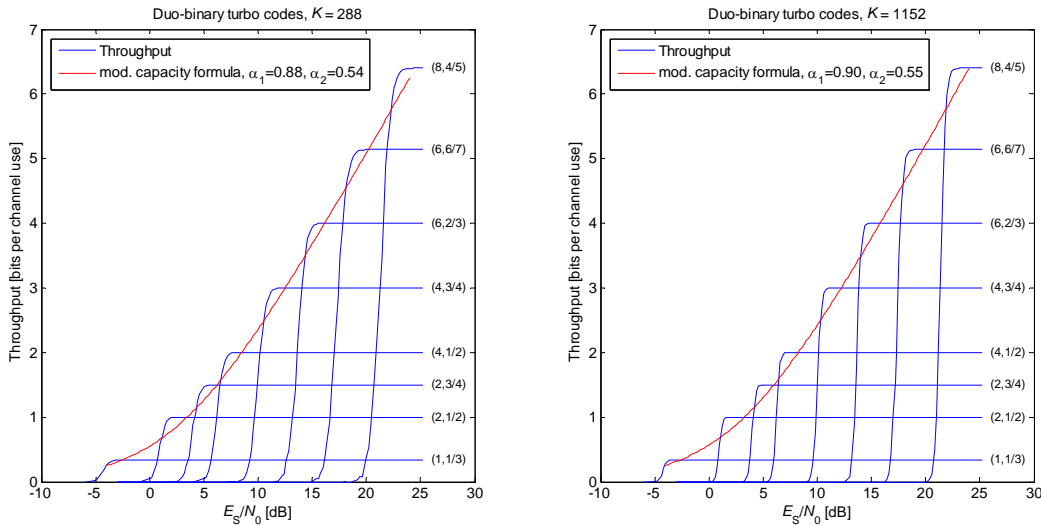 Duo-binary turbo codes, K = 288
Throughput
mod. capacity formula, α1=0.88, α2=0.54
Throughput [bits per channel use]
7
6
5
4
3
2
1
0
(8,4/5)
(6,6/7)
(6,2/3)
(4,3/4)
(4,1/2)
(2,3/4)
(2,1/2)
(1,1/3)
-10 -5 0 5 10 15 20 25 30
ES/N0 [dB]
Duo-binary turbo codes, K = 1152
Throughput
mod. capacity formula, α1=0.90, α2=0.55
Throughput [bits per channel use]
7
6
5
4
3
2
1
0
(8,4/5)
(6,6/7)
(6,2/3)
(4,3/4)
(4,1/2)
(2,3/4)
(2,1/2)
(1,1/3)
-10 -5 0 5 10 15 20 25 30
ES/N0 [dB]